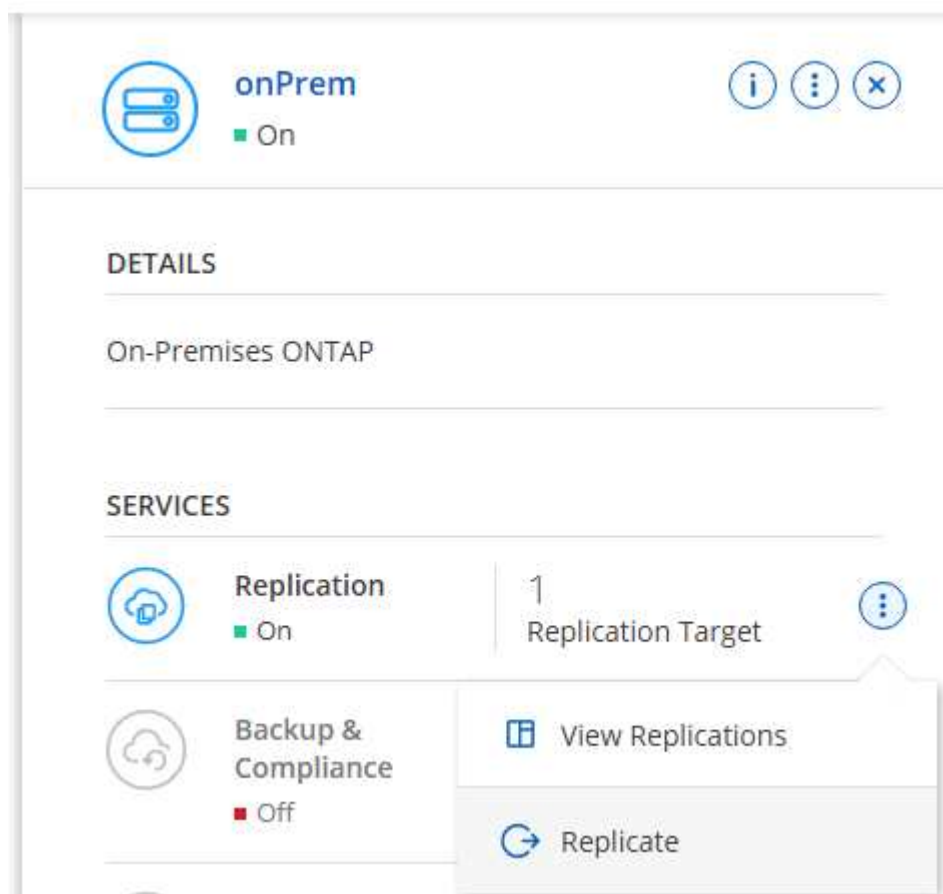 onPrem
On
DETAILS
On-Premises ONTAP
SERVICES
Replication
On
1
Replication Target
Backup &
Compliance
Off
View Replications
Replicate